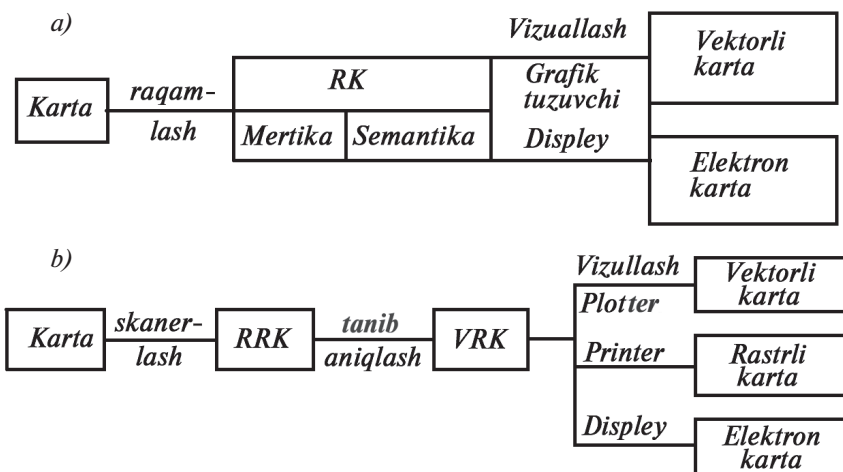 a)
Vizuallash
Vektorli
karta
raqam-
lash
Karta
RK
Mertika
Semantika
Grafik
tuzuvchi
Displey
Elektron
karta
b)
Vizullash
Vektorli
karta
Plotter
Karta
skaner-
lash
RRK
tanib
aniqlash
VRK
Printer
Rastrli
karta
Displey
Elektron
karta